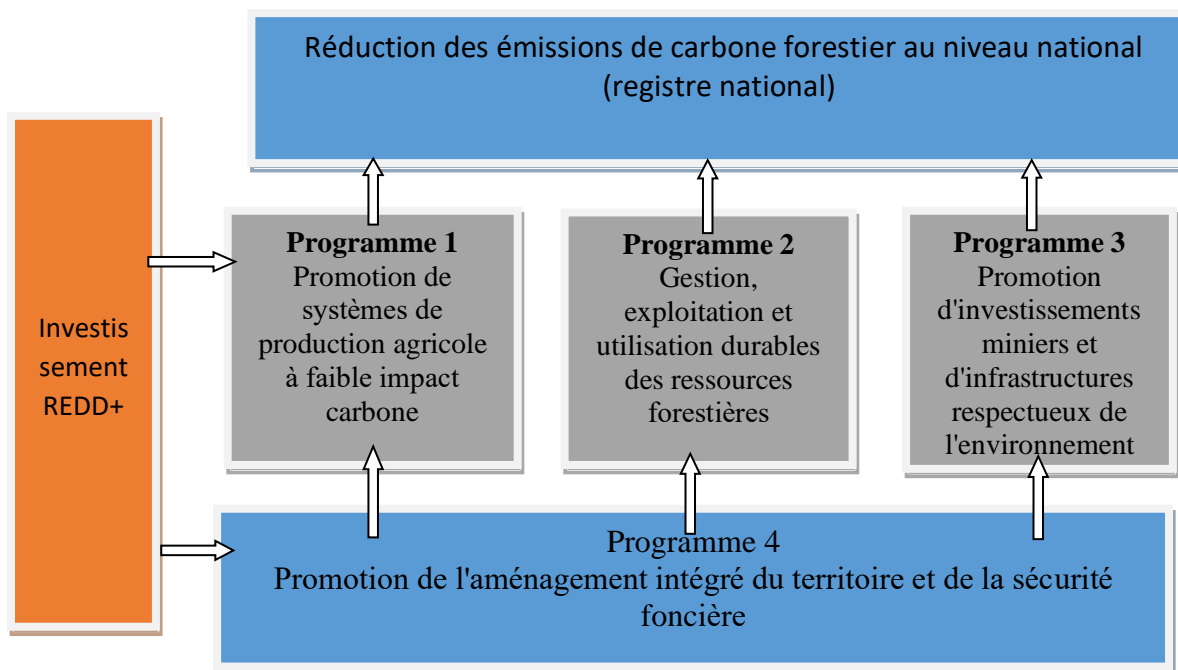 Réduction des émissions de carbone forestier au niveau national
(registre national)
Investis
sement
REDD+
Programme 1
Promotion de
systèmes de
production agricole
à faible impact
carbone
Programme 2
Gestion,
exploitation et
utilisation durables
des ressources
forestières
Programme 3
Promotion
d'investissements
miniers et
d'infrastructures
respectueux de
l'environnement
Programme 4
Promotion de l'aménagement intégré du territoire et de la sécurité
foncière